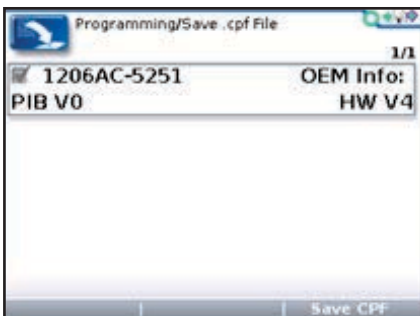 Programming/Save .cpf File
1/1
1206AC-5251 OEM Info:
PIB V0 HW V4
Save CPF